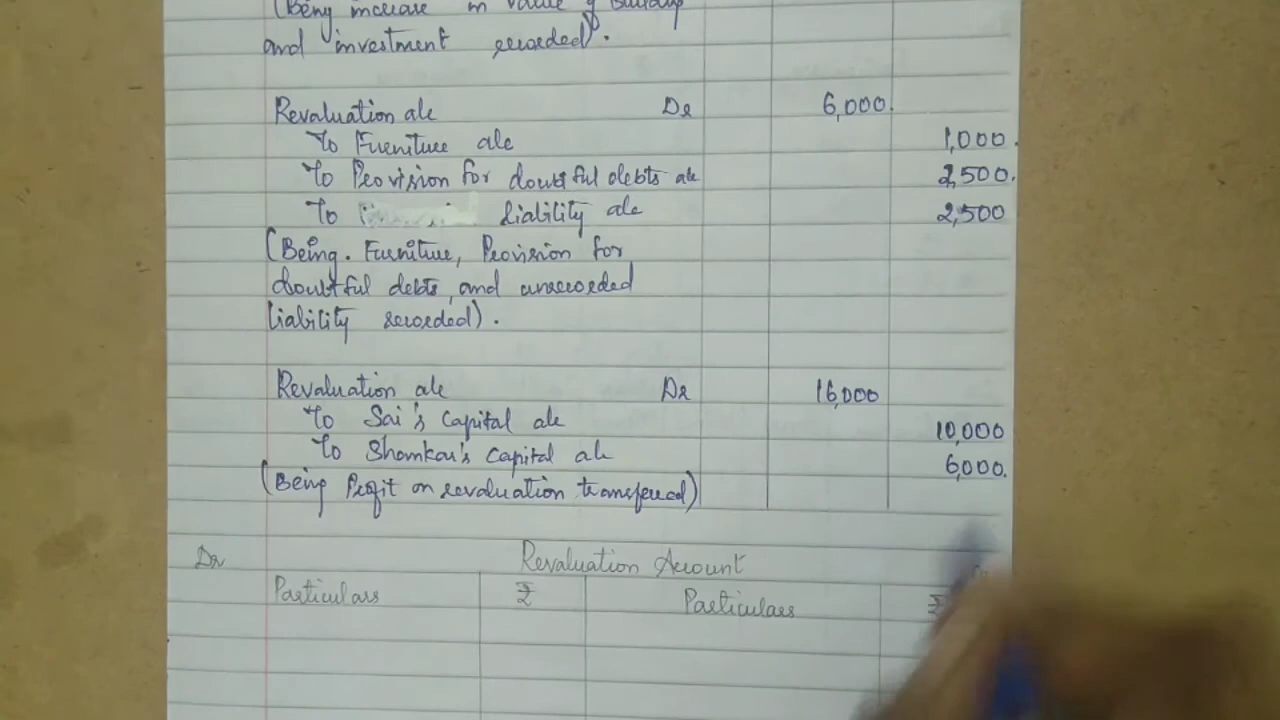 (Being increase in value of Building
and investment recorded).
Revaluation a/c Dr 6,000.
To Furniture a/c 1,000.
To Provision for doubtful debts a/c 2,500.
To liability a/c 2,500
(Being. Furniture, Provision for
doubtful debts, and unrecorded
liability recorded).
Revaluation a/c Dr 16,000
To Sai's Capital a/c 10,000
To Shankar's Capital a/c 6,000.
(Being Profit on revaluation transferred)
Dr Revaluation Account
Particulars ₹ Particulars ₹